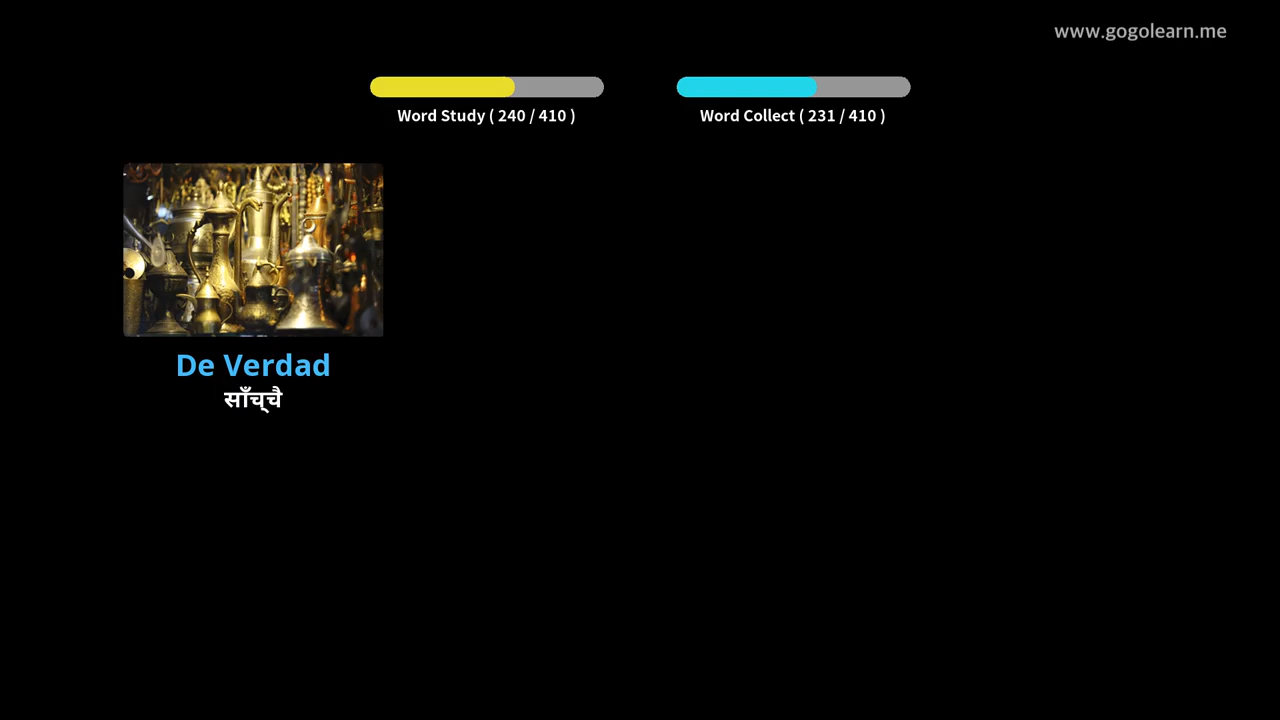 www.gogolearn.me
Word Study ( 240 / 410 )
Word Collect ( 231 / 410 )
De Verdad
साँच्चै